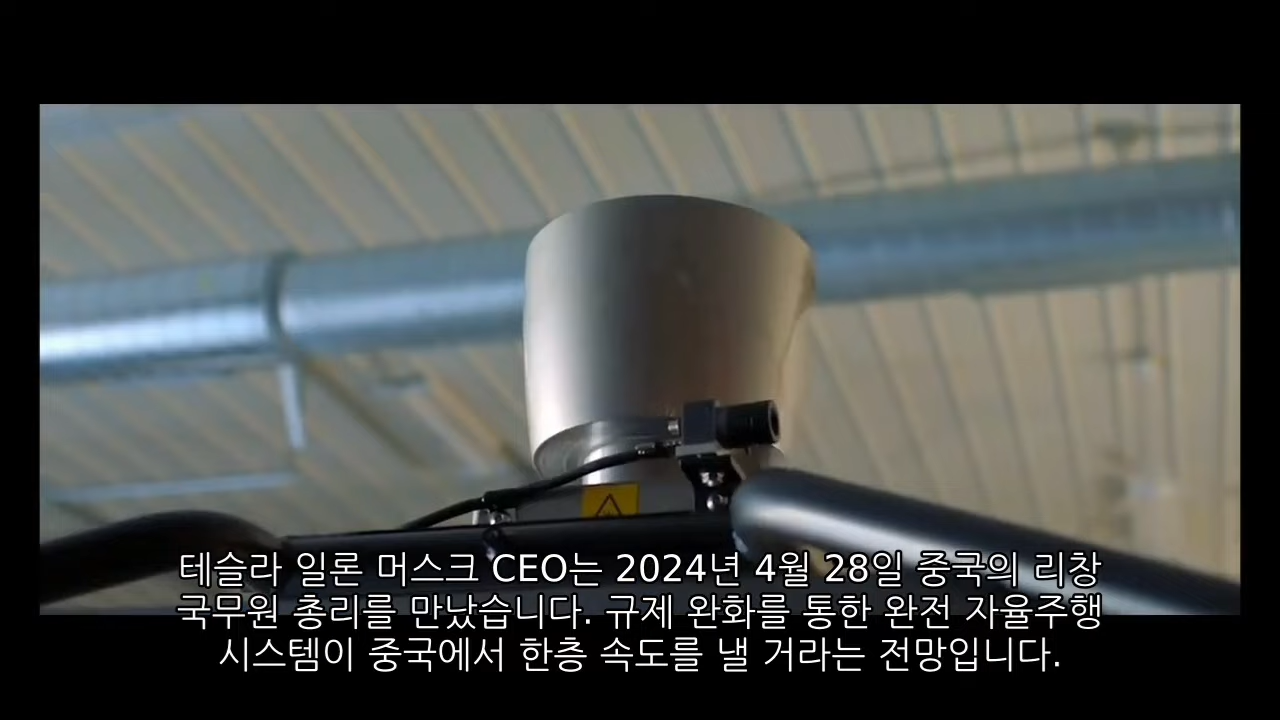 테슬라 일론 머스크 CEO는 2024년 4월 28일 중국의 리창
국무원 총리를 만났습니다. 규제 완화를 통한 완전 자율주행
시스템이 중국에서 한층 속도를 낼 거라는 전망입니다.